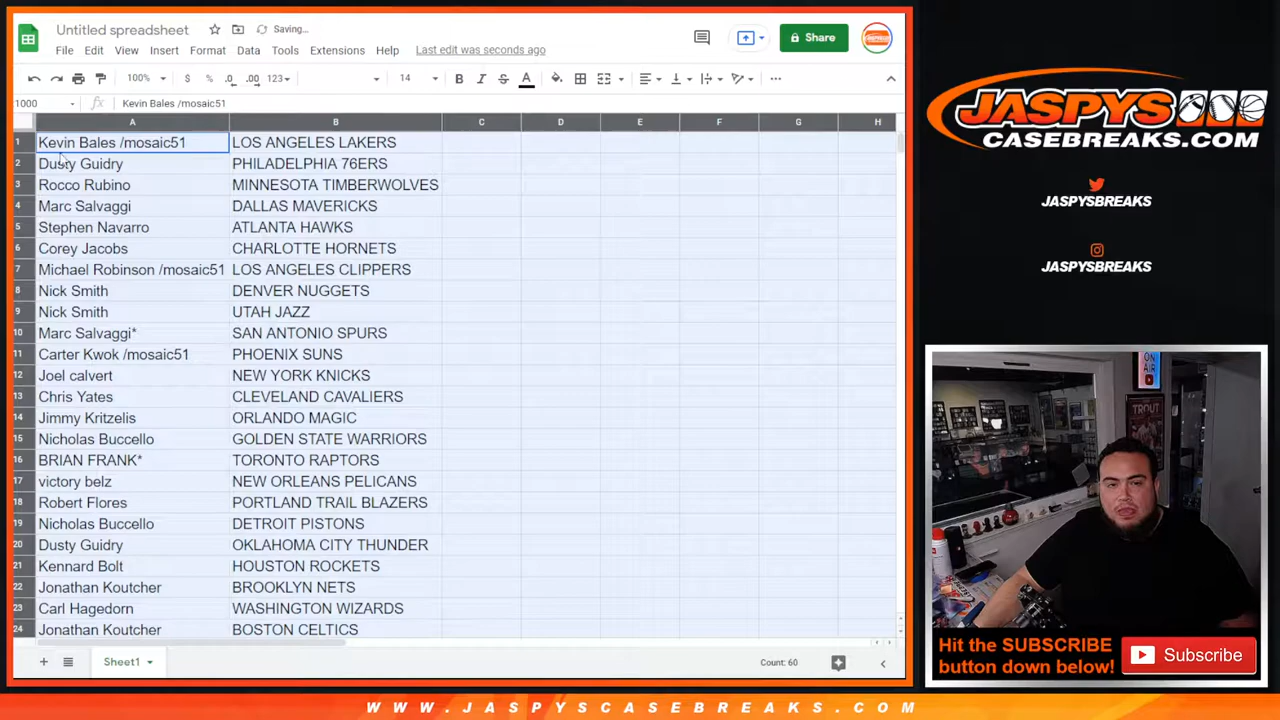 Untitled spreadsheet
Saving...
File Edit View Insert Format Data Tools Extensions Help Last edit was seconds ago
Share
100% $ % .0 .00 123 14 B I S A
1000 fx Kevin Bales /mosaic51
A B C D E F G H
1 Kevin Bales /mosaic51 LOS ANGELES LAKERS
2 Dusty Guidry PHILADELPHIA 76ERS
3 Rocco Rubino MINNESOTA TIMBERWOLVES
4 Marc Salvaggi DALLAS MAVERICKS
5 Stephen Navarro ATLANTA HAWKS
6 Corey Jacobs CHARLOTTE HORNETS
7 Michael Robinson /mosaic51 LOS ANGELES CLIPPERS
8 Nick Smith DENVER NUGGETS
9 Nick Smith UTAH JAZZ
10 Marc Salvaggi* SAN ANTONIO SPURS
11 Carter Kwok /mosaic51 PHOENIX SUNS
12 Joel calvert NEW YORK KNICKS
13 Chris Yates CLEVELAND CAVALIERS
14 Jimmy Kritzelis ORLANDO MAGIC
15 Nicholas Buccello GOLDEN STATE WARRIORS
16 BRIAN FRANK* TORONTO RAPTORS
17 victory belz NEW ORLEANS PELICANS
18 Robert Flores PORTLAND TRAIL BLAZERS
19 Nicholas Buccello DETROIT PISTONS
20 Dusty Guidry OKLAHOMA CITY THUNDER
21 Kennard Bolt HOUSTON ROCKETS
22 Jonathan Koutcher BROOKLYN NETS
23 Carl Hagedorn WASHINGTON WIZARDS
24 Jonathan Koutcher BOSTON CELTICS
Sheet1
Count: 60
JASPYS
CASEBREAKS.COM
JASPYSBREAKS
JASPYSBREAKS
ON AIR
TROUT
Hit the SUBSCRIBE
button down below!
Subscribe
WWW.JASPYSCASEBREAKS.COM